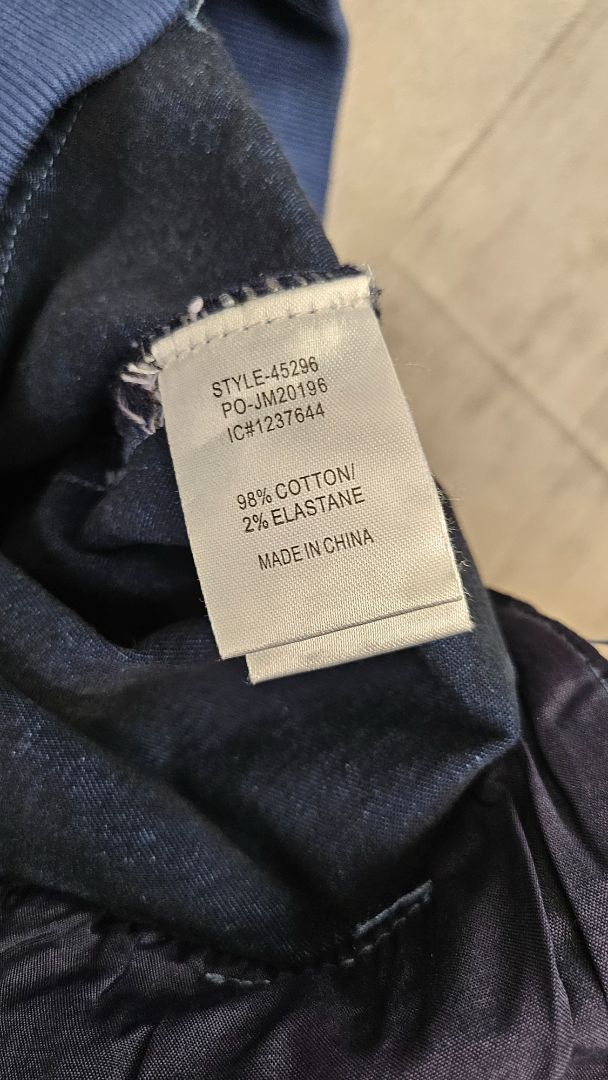 STYLE-45296
PO-JM20196
IC#1237644
98% COTTON/
2% ELASTANE
MADE IN CHINA